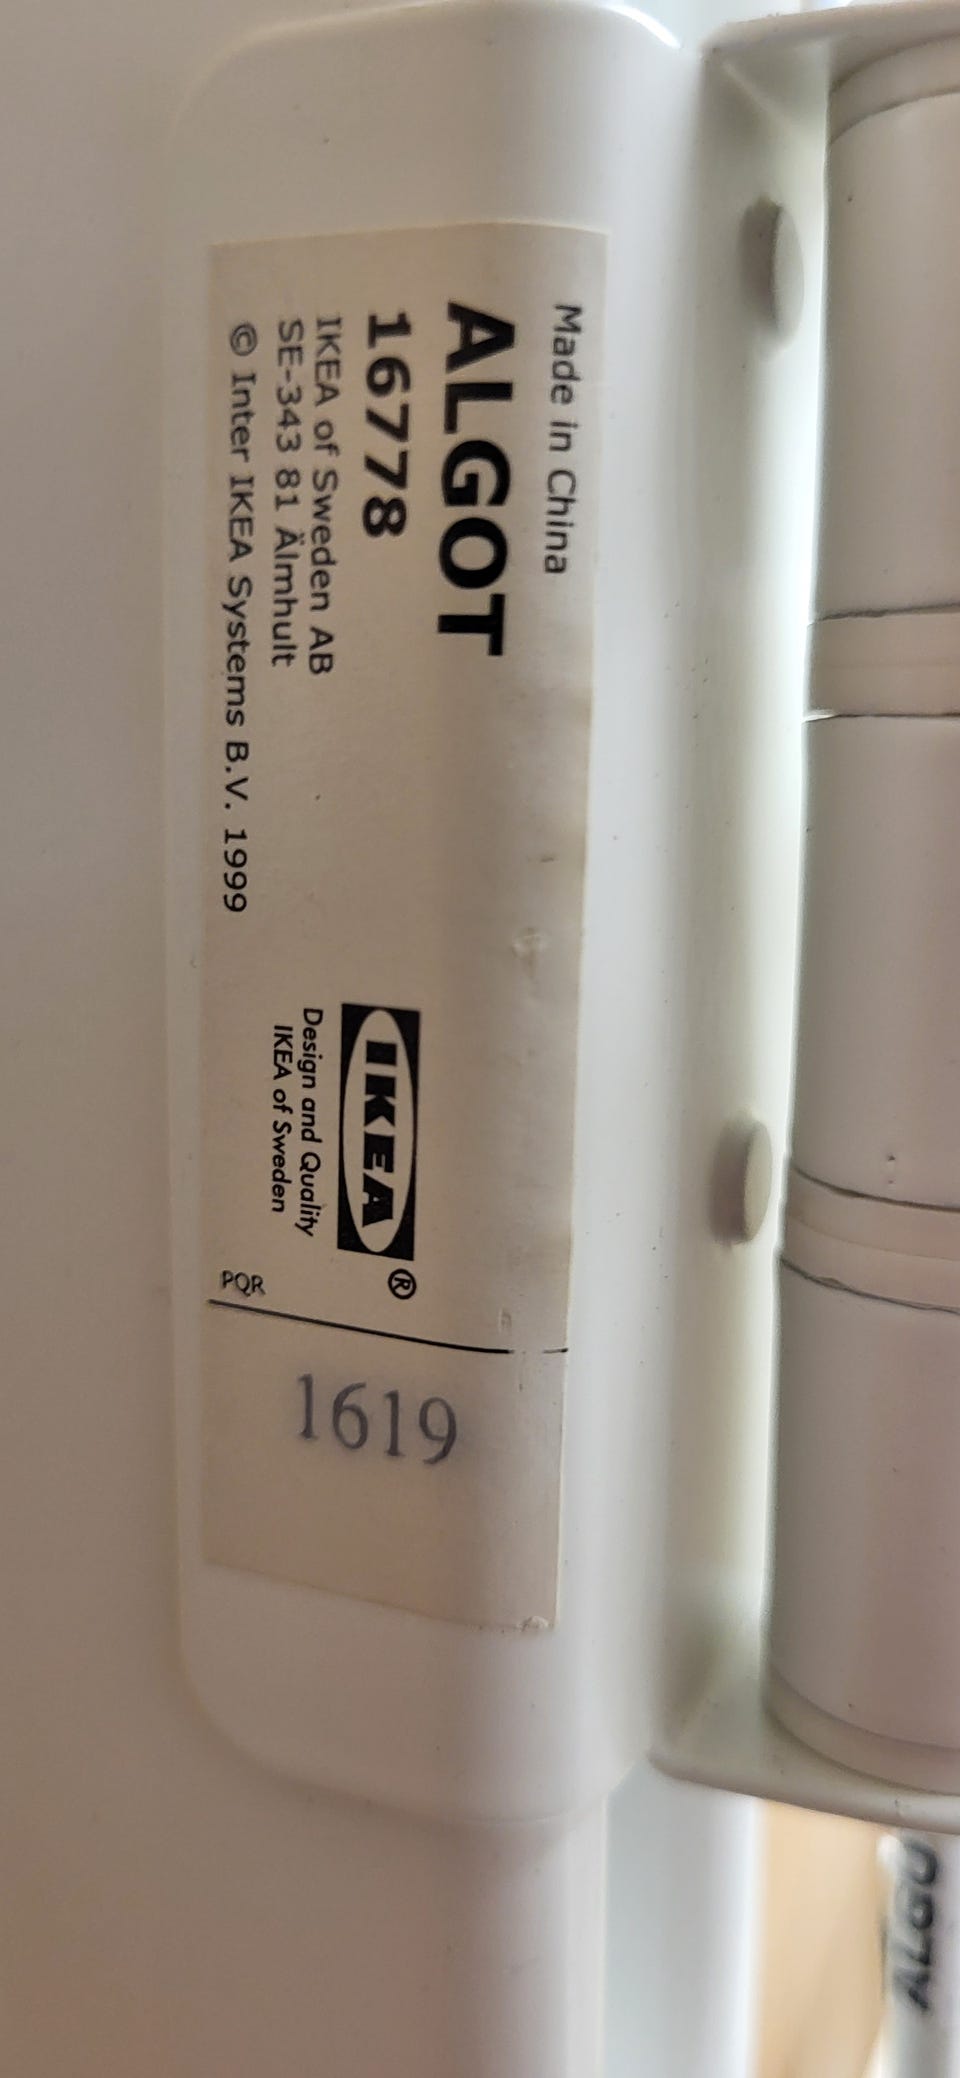 Made in China
ALGOT
16778
IKEA of Sweden AB
SE-343 81 Älmhult
© Inter IKEA Systems B.V. 1999
IKEA®
Design and Quality
IKEA of Sweden
PQR
1619